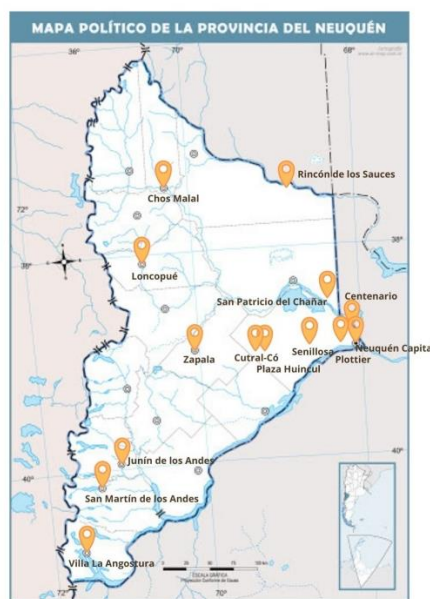 MAPA POLÍTICO DE LA PROVINCIA DEL NEUQUÉN
36°
70°
68°
Rincón de los Sauces
Chos Malal
72°
38°
38°
Loncopué
San Patricio del Chañar
Centenario
Zapala
Cutral-Có
Senillosa
Neuquén Capital
Plaza Huincul
Plottier
Junín de los Andes
40°
40°
San Martín de los Andes
Villa La Angostura
ESCALA GRÁFICA
72°
70°